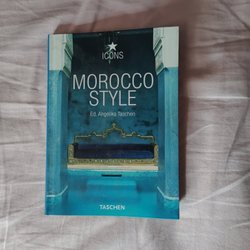 ICONS
MOROCCO
STYLE
Ed. Angelika Taschen
TASCHEN